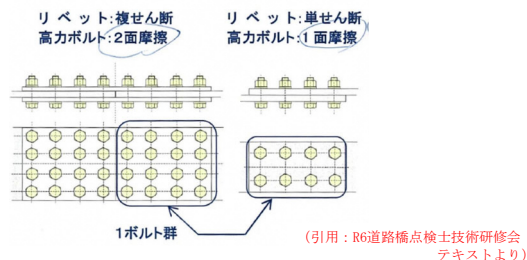 リベット:複せん断
高力ボルト:2面摩擦
リベット:単せん断
高力ボルト:1面摩擦
1ボルト群
(引用：R6道路橋点検士技術研修会
テキストより)